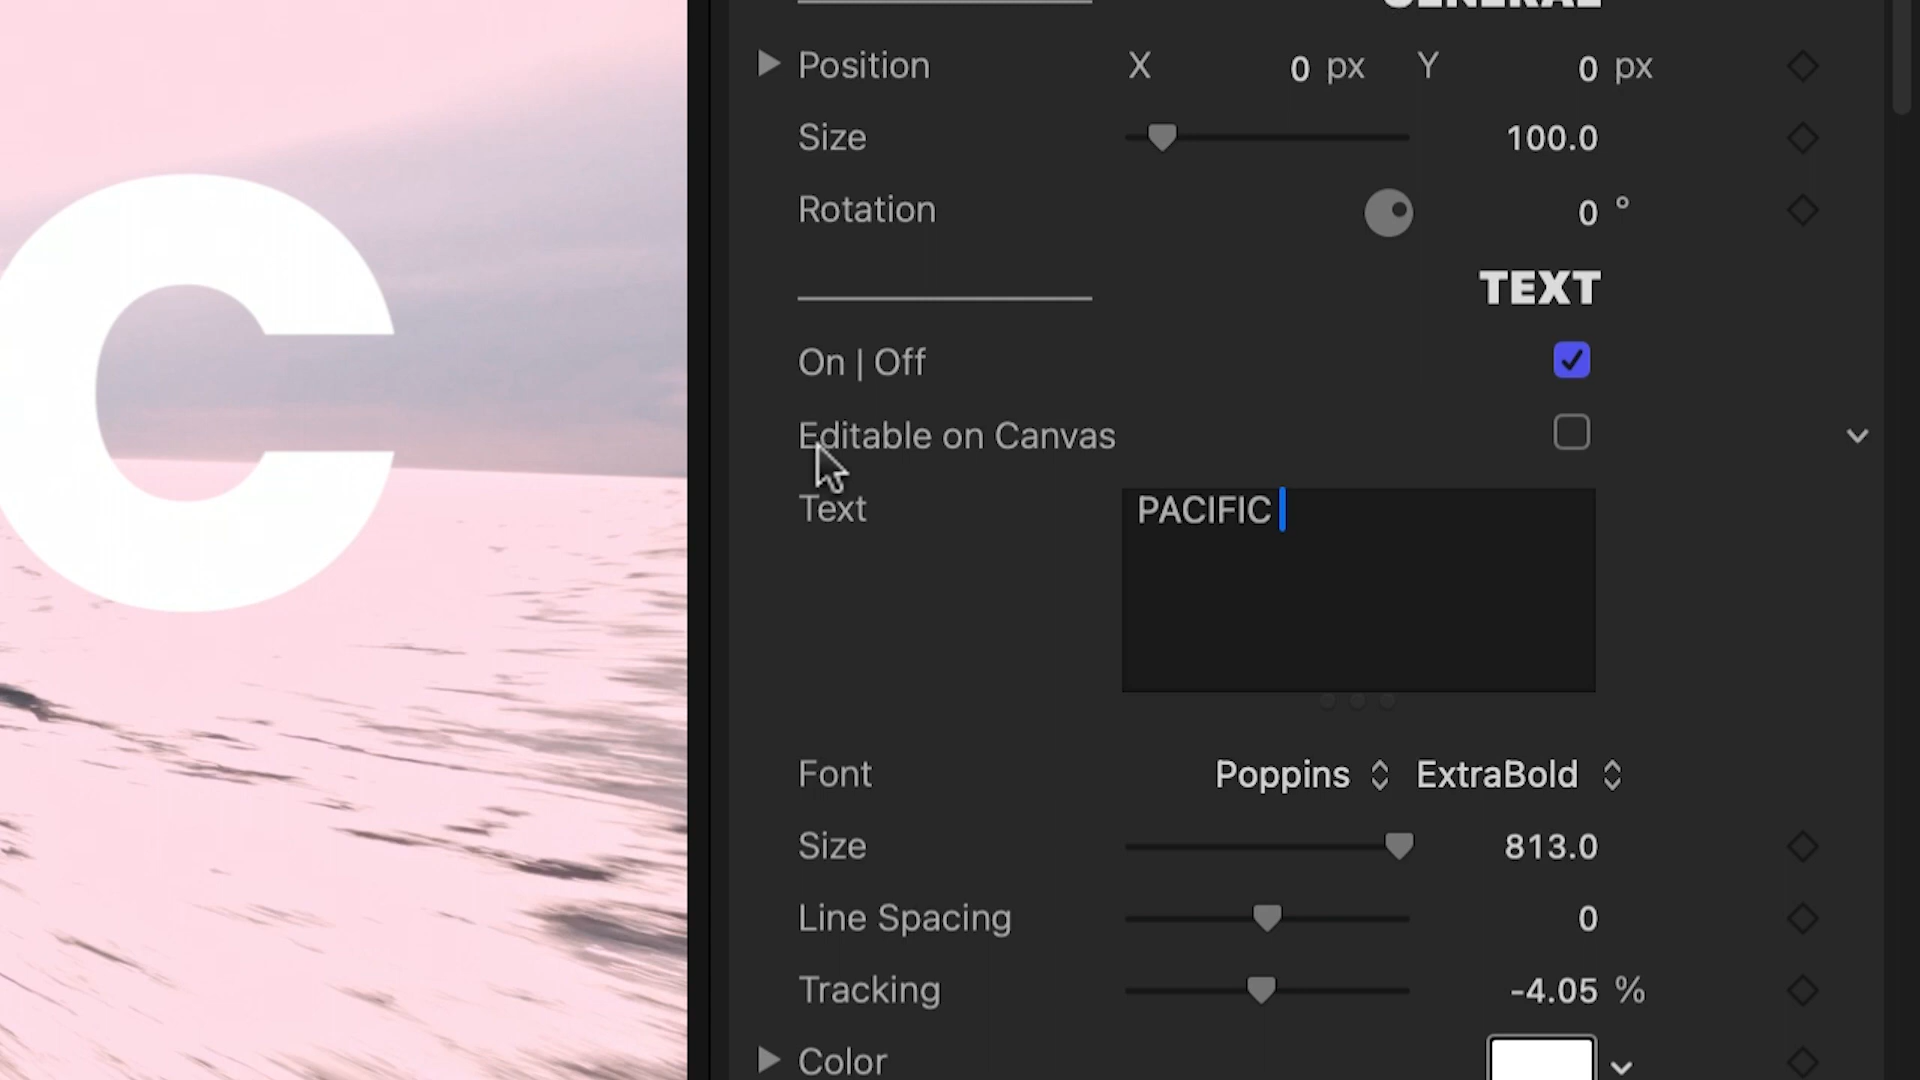 C
GENERAL
Position X 0 px Y 0 px
Size 100.0
Rotation 0 °
TEXT
On | Off
Editable on Canvas
Text PACIFIC
Font Poppins ExtraBold
Size 813.0
Line Spacing 0
Tracking -4.05 %
Color